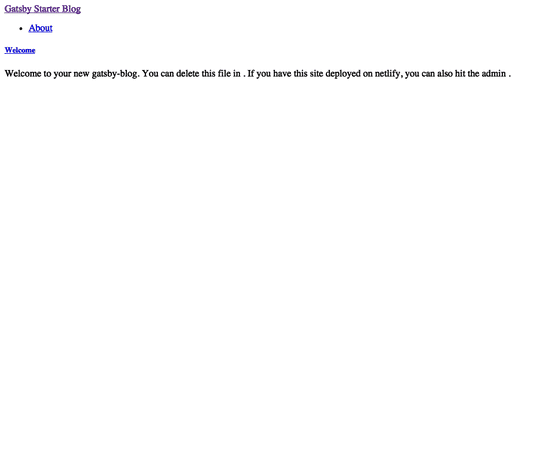 Gatsby Starter Blog
About
Welcome
Welcome to your new gatsby-blog. You can delete this file in . If you have this site deployed on netlify, you can also hit the admin .